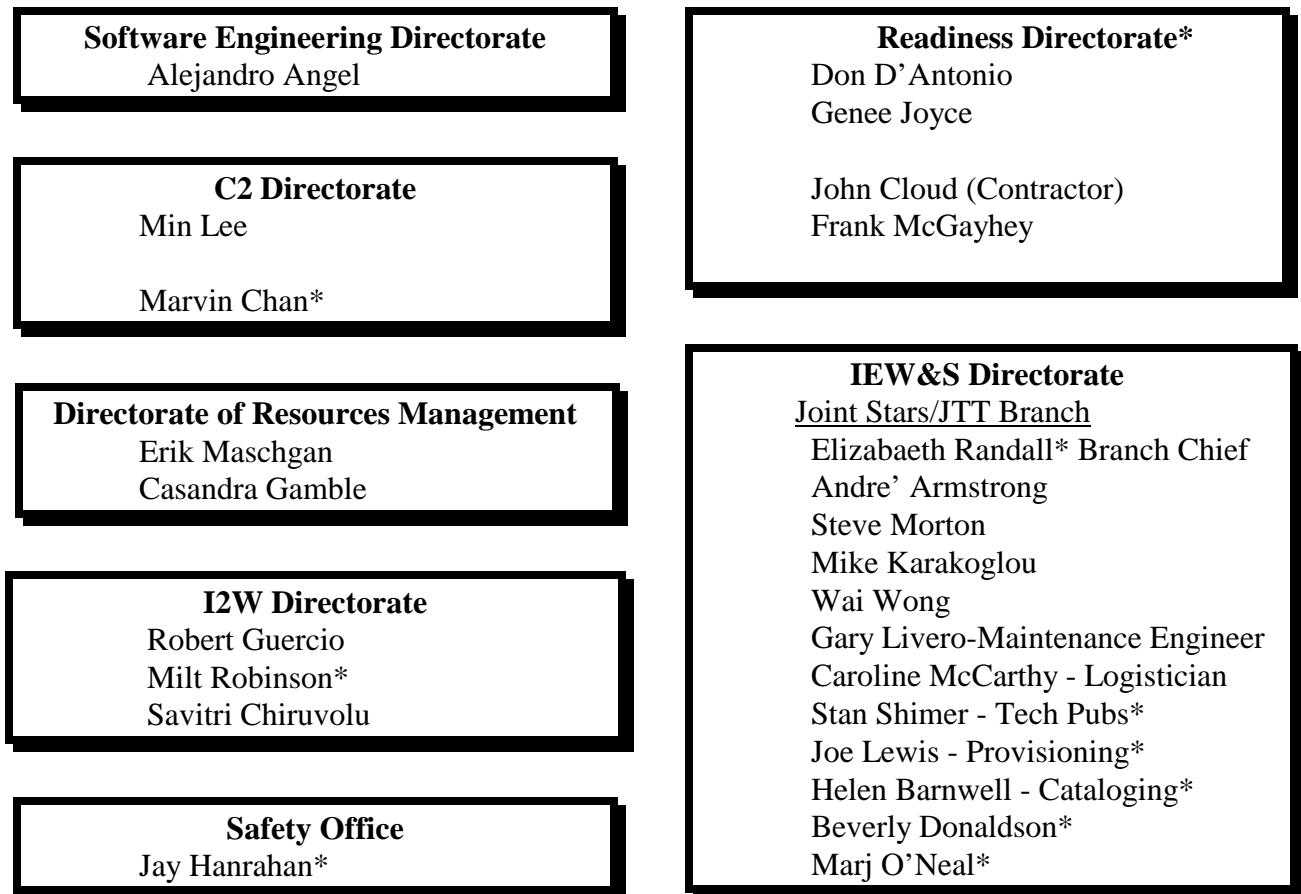 Software Engineering Directorate
Alejandro Angel
C2 Directorate
Min Lee
Marvin Chan*
Directorate of Resources Management
Erik Maschgan
Casandra Gamble
I2W Directorate
Robert Guercio
Milt Robinson*
Savitri Chiruvolu
Safety Office
Jay Hanrahan*
Readiness Directorate*
Don D’Antonio
Genee Joyce
John Cloud (Contractor)
Frank McGayhey
IEW&S Directorate
Joint Stars/JTT Branch
Elizabaeth Randall* Branch Chief
Andre’ Armstrong
Steve Morton
Mike Karakoglou
Wai Wong
Gary Livero-Maintenance Engineer
Caroline McCarthy - Logistician
Stan Shimer - Tech Pubs*
Joe Lewis - Provisioning*
Helen Barnwell - Cataloging*
Beverly Donaldson*
Marj O’Neal*